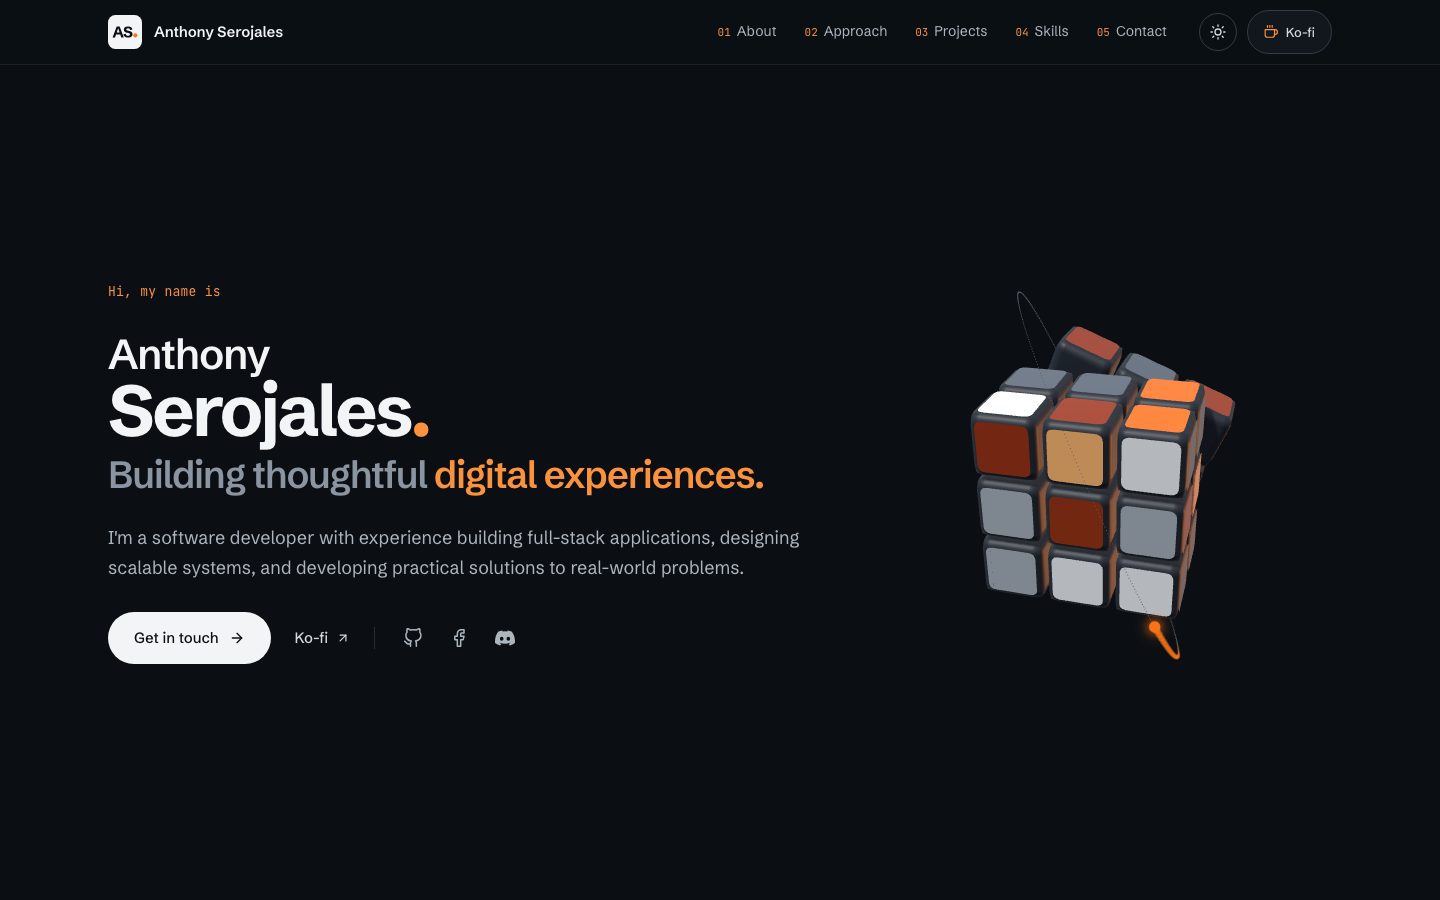 AS. Anthony Serojales 01 About 02 Approach 03 Projects 04 Skills 05 Contact Ko-fi
Hi, my name is
Anthony
Serojales.
Building thoughtful digital experiences.
I'm a software developer with experience building full-stack applications, designing
scalable systems, and developing practical solutions to real-world problems.
Get in touch → Ko-fi ↗